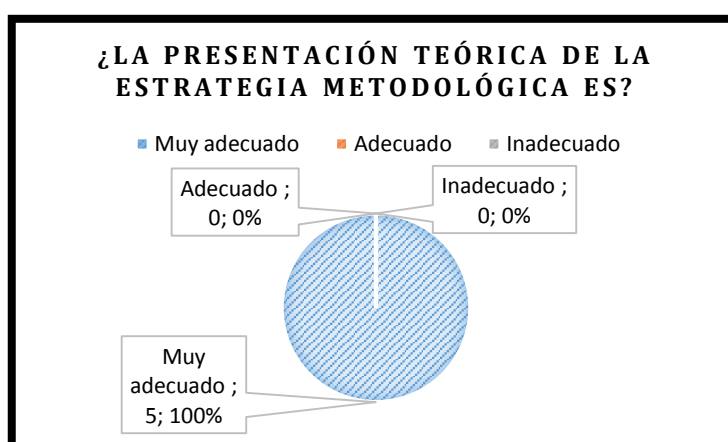 ¿LA PRESENTACIÓN TEÓRICA DE LA
ESTRATEGIA METODOLÓGICA ES?
Muy adecuado Adecuado Inadecuado
Adecuado ;
0; 0%
Inadecuado ;
0; 0%
Muy
adecuado ;
5; 100%